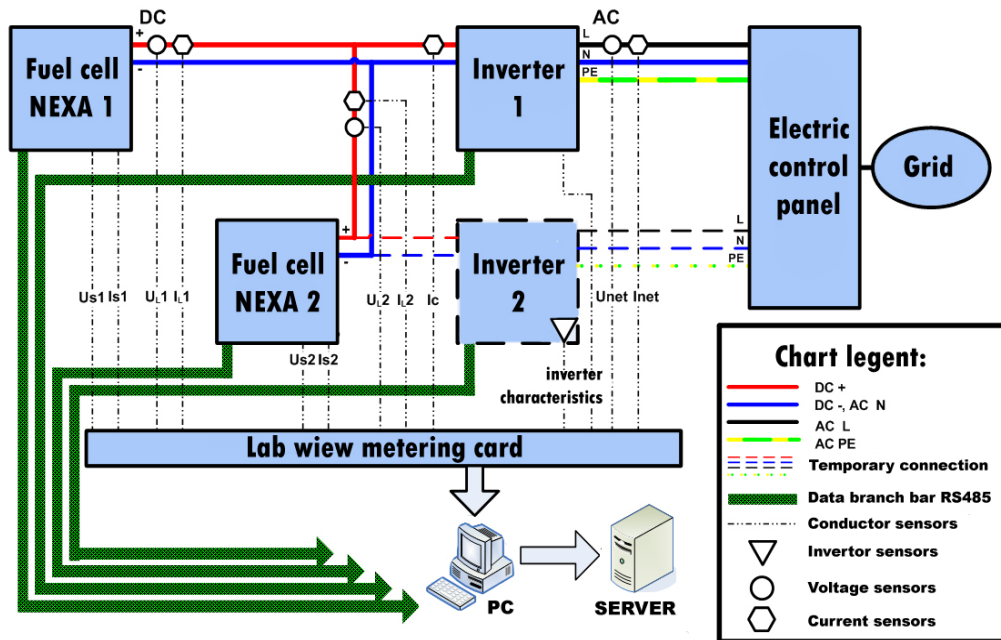 DC
AC
+
-
Fuel cell
NEXA 1
Inverter
1
L
N
PE
Electric
control
panel
Grid
Fuel cell
NEXA 2
+
-
Inverter
2
L
N
PE
Us1
Is1
UL1
IL1
UL2
IL2
Ic
Unet
Inet
Us2
Is2
inverter
characteristics
Lab wiew metering card
PC
SERVER
Chart legent:
DC +
DC -, AC N
AC L
AC PE
Temporary connection
Data branch bar RS485
Conductor sensors
Invertor sensors
Voltage sensors
Current sensors